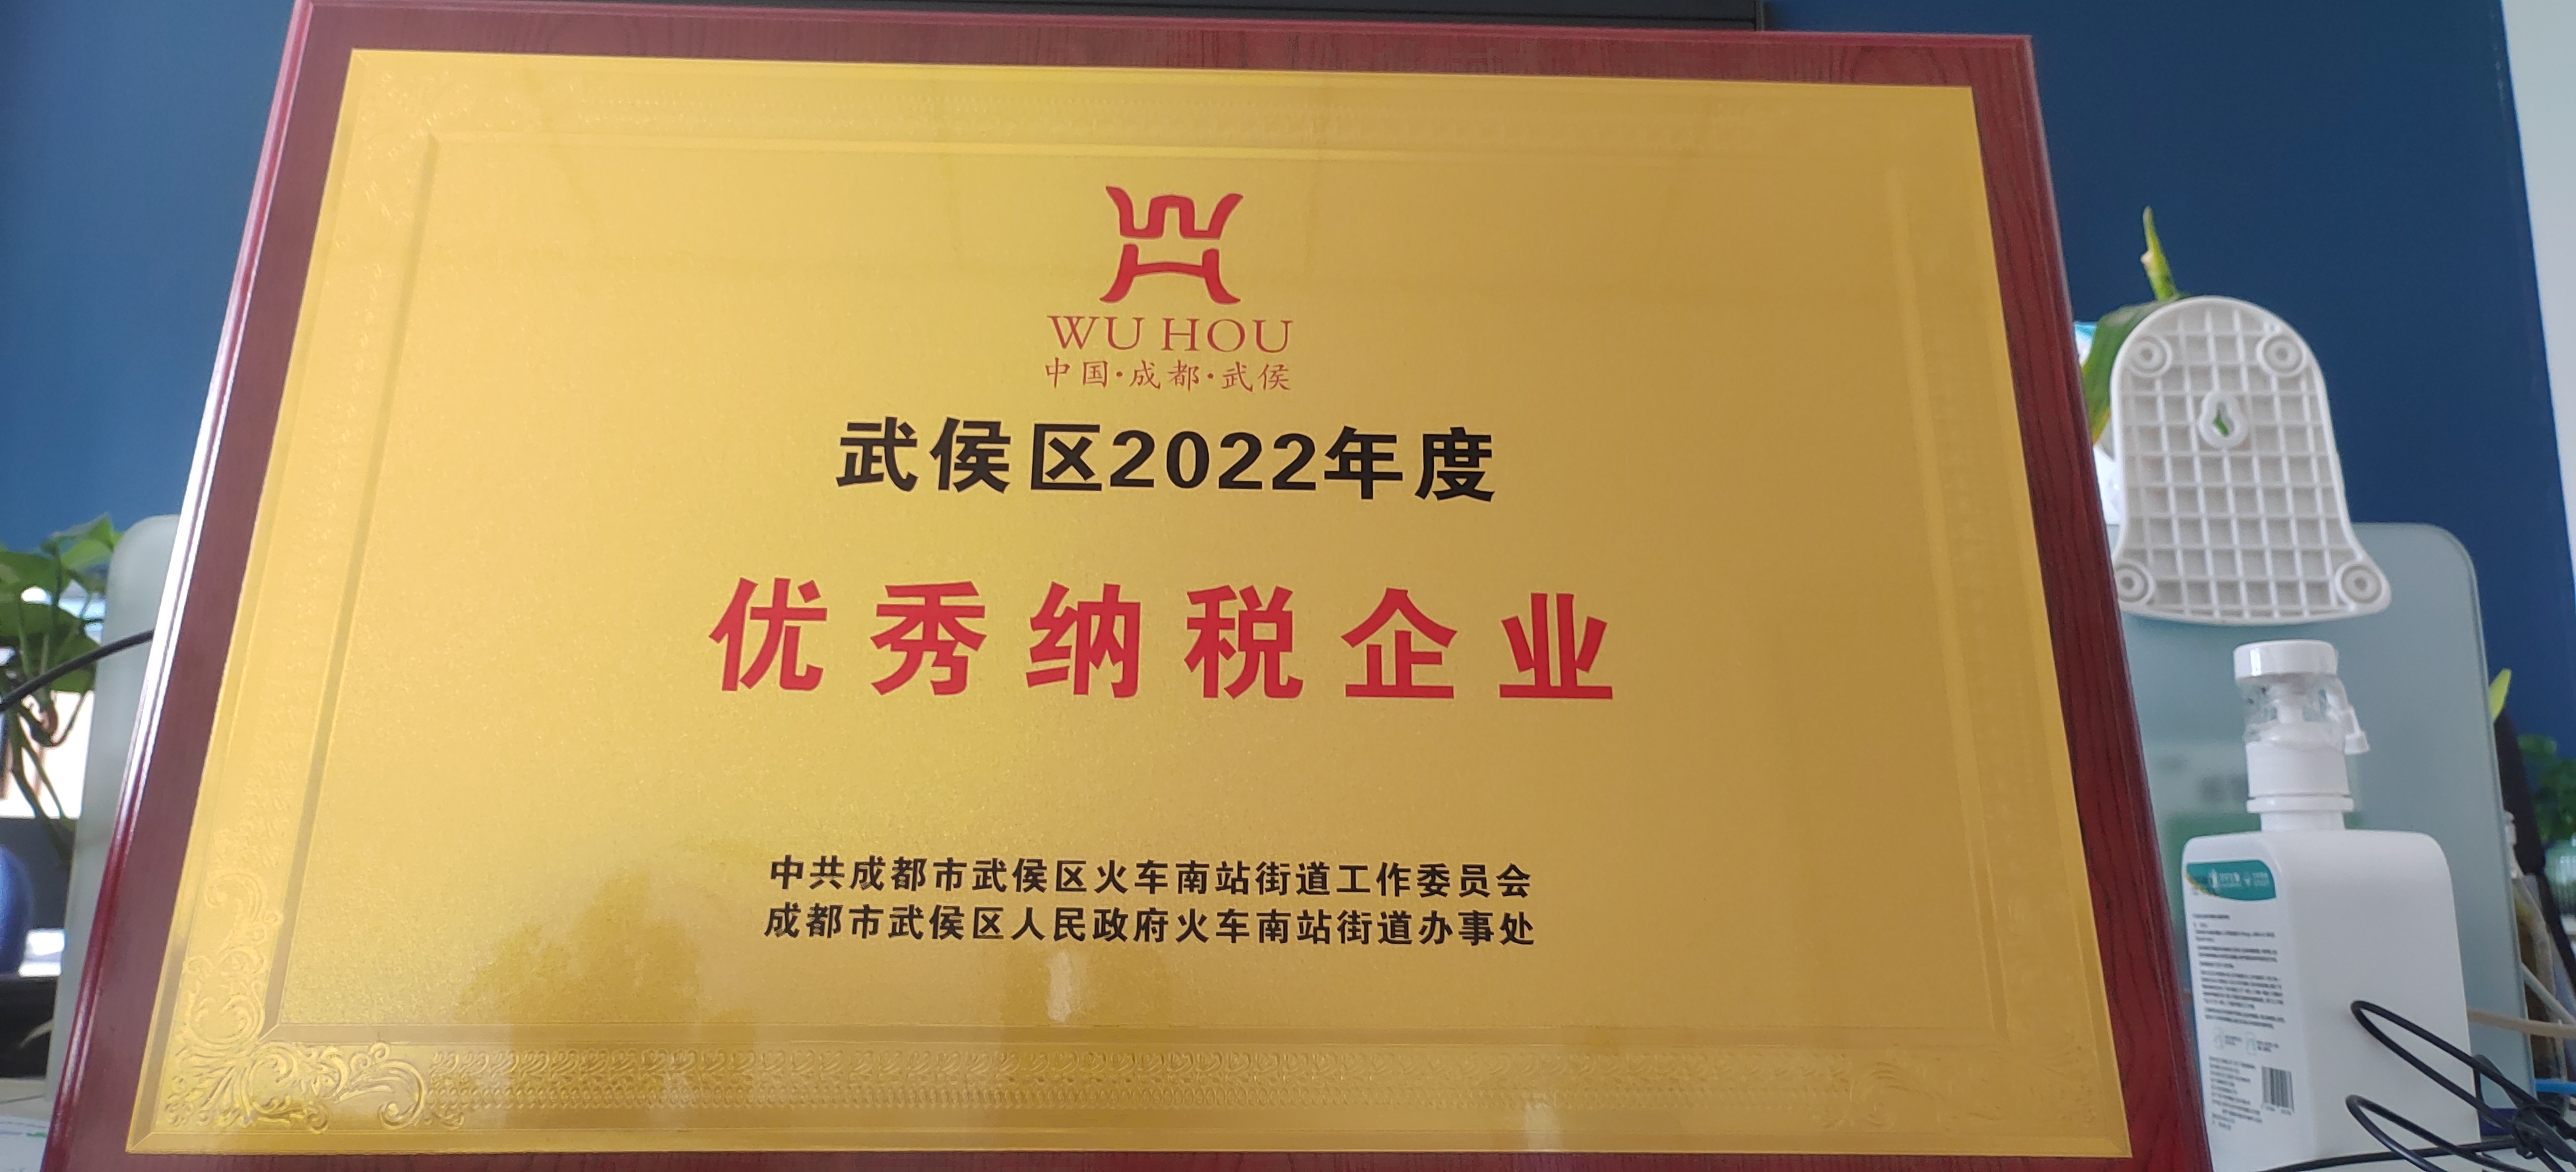 WU HOU
中国·成都·武侯
武侯区2022年度
优秀纳税企业
中共成都市武侯区火车南站街道工作委员会
成都市武侯区人民政府火车南站街道办事处